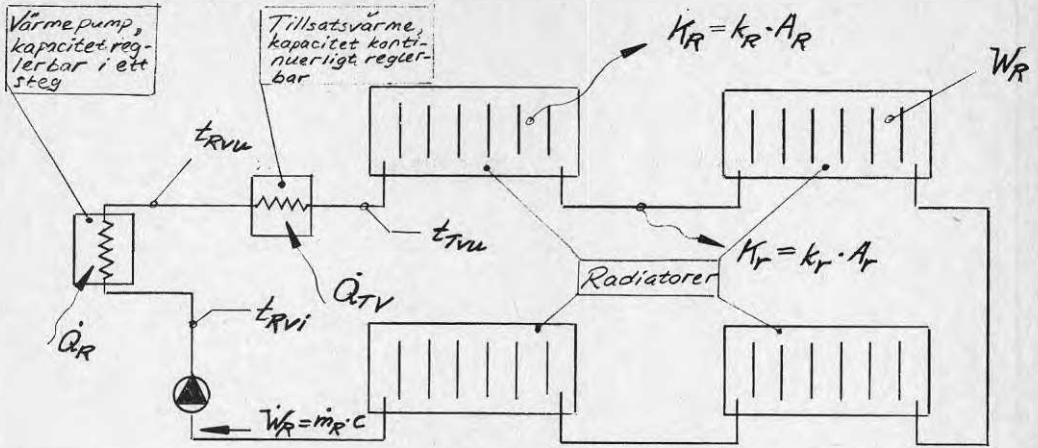 Värmepump,
kapacitet reg-
lerbar i ett
steg
Tillsatsvärme,
kapacitet konti-
nuerligt regler-
bar
K_R = k_R · A_R
W_R
t_RVU
t_TVU
K_r = k_r · A_r
Radiatorer
Q̇_TV
t_RVi
Q̇_R
Ẇ_R = ṁ_R · c